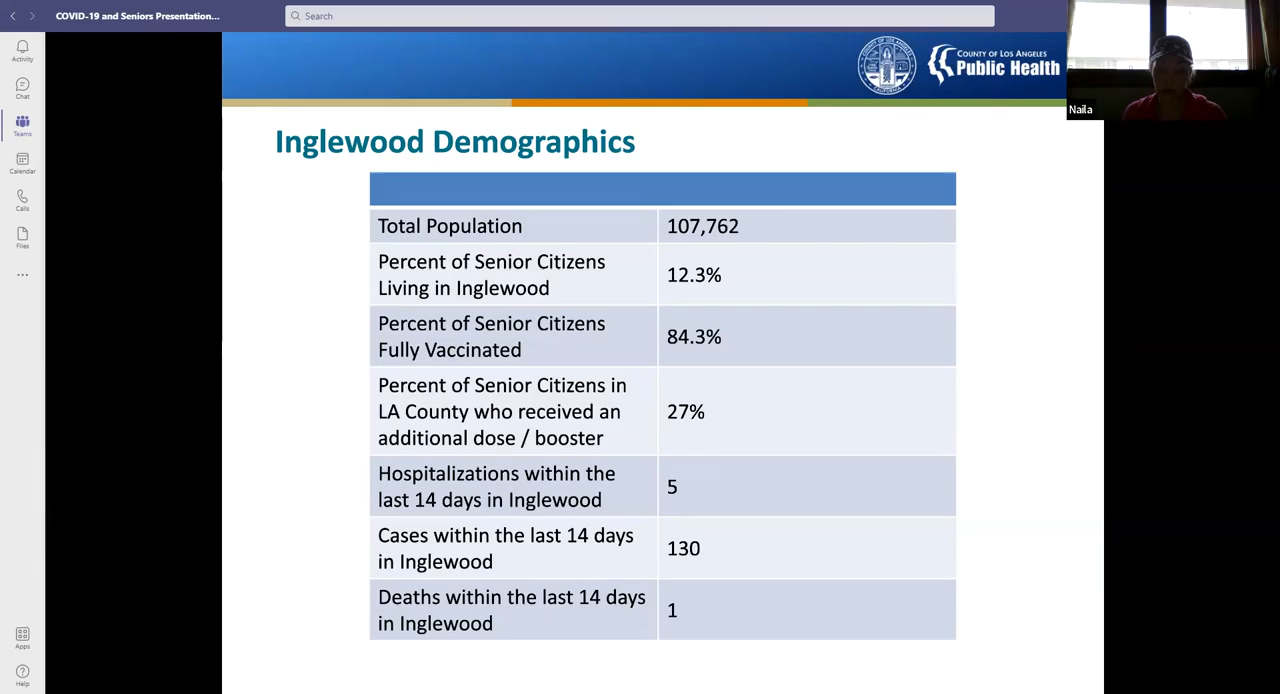 COVID-19 and Seniors Presentation...
Search
Activity
Chat
Teams
Calendar
Calls
Files
...
Apps
Help
COUNTY OF LOS ANGELES
Public Health
Naila
Inglewood Demographics
Total Population
107,762
Percent of Senior Citizens
Living in Inglewood
12.3%
Percent of Senior Citizens
Fully Vaccinated
84.3%
Percent of Senior Citizens in
LA County who received an
additional dose / booster
27%
Hospitalizations within the
last 14 days in Inglewood
5
Cases within the last 14 days
in Inglewood
130
Deaths within the last 14 days
in Inglewood
1